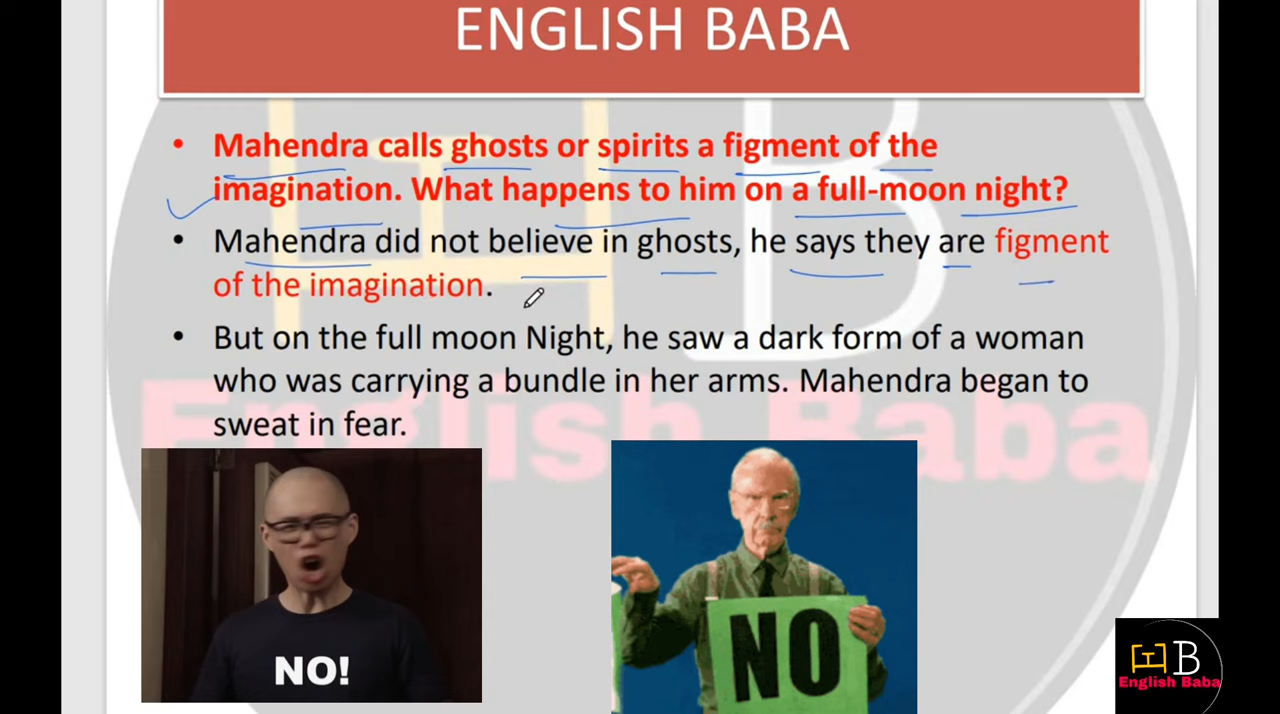 ENGLISH BABA
• Mahendra calls ghosts or spirits a figment of the
imagination. What happens to him on a full-moon night?
• Mahendra did not believe in ghosts, he says they are figment
of the imagination.
• But on the full moon Night, he saw a dark form of a woman
who was carrying a bundle in her arms. Mahendra began to
sweat in fear.
English Baba
NO!
NO
B
English Baba